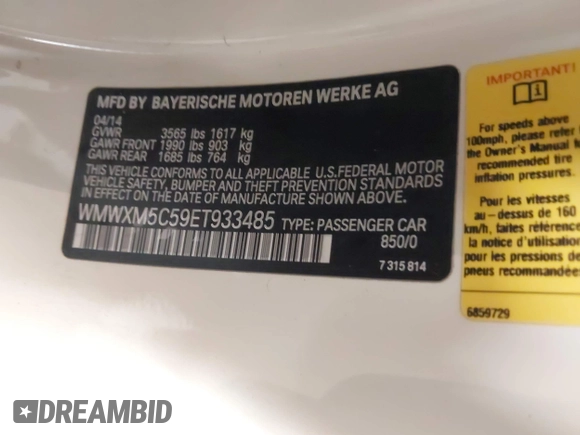 MFD BY BAYERISCHE MOTOREN WERKE AG
04/14
GVWR 3565 lbs 1617 kg
GAWR FRONT 1990 lbs 903 kg
GAWR REAR 1685 lbs 764 kg
THIS VEHICLE CONFORMS TO ALL APPLICABLE U.S.FEDERAL MOTOR
VEHICLE SAFETY, BUMPER, AND THEFT PREVENTION STANDARDS
IN EFFECT ON THE DATE OF MANUFACTURE SHOWN ABOVE.
WMWXM5C59ET933485 TYPE: PASSENGER CAR
850/0
7 315 814
IMPORTANT!
For speeds above
100mph, please refer
the Owner's Manual
recommended tire
inflation pressures.
Pour les vitesses
au-dessus de 160
km/h, faites référence
la notice d'utilisation
pour les pressions de
pneus recommandées.
6859729
DREAMBID